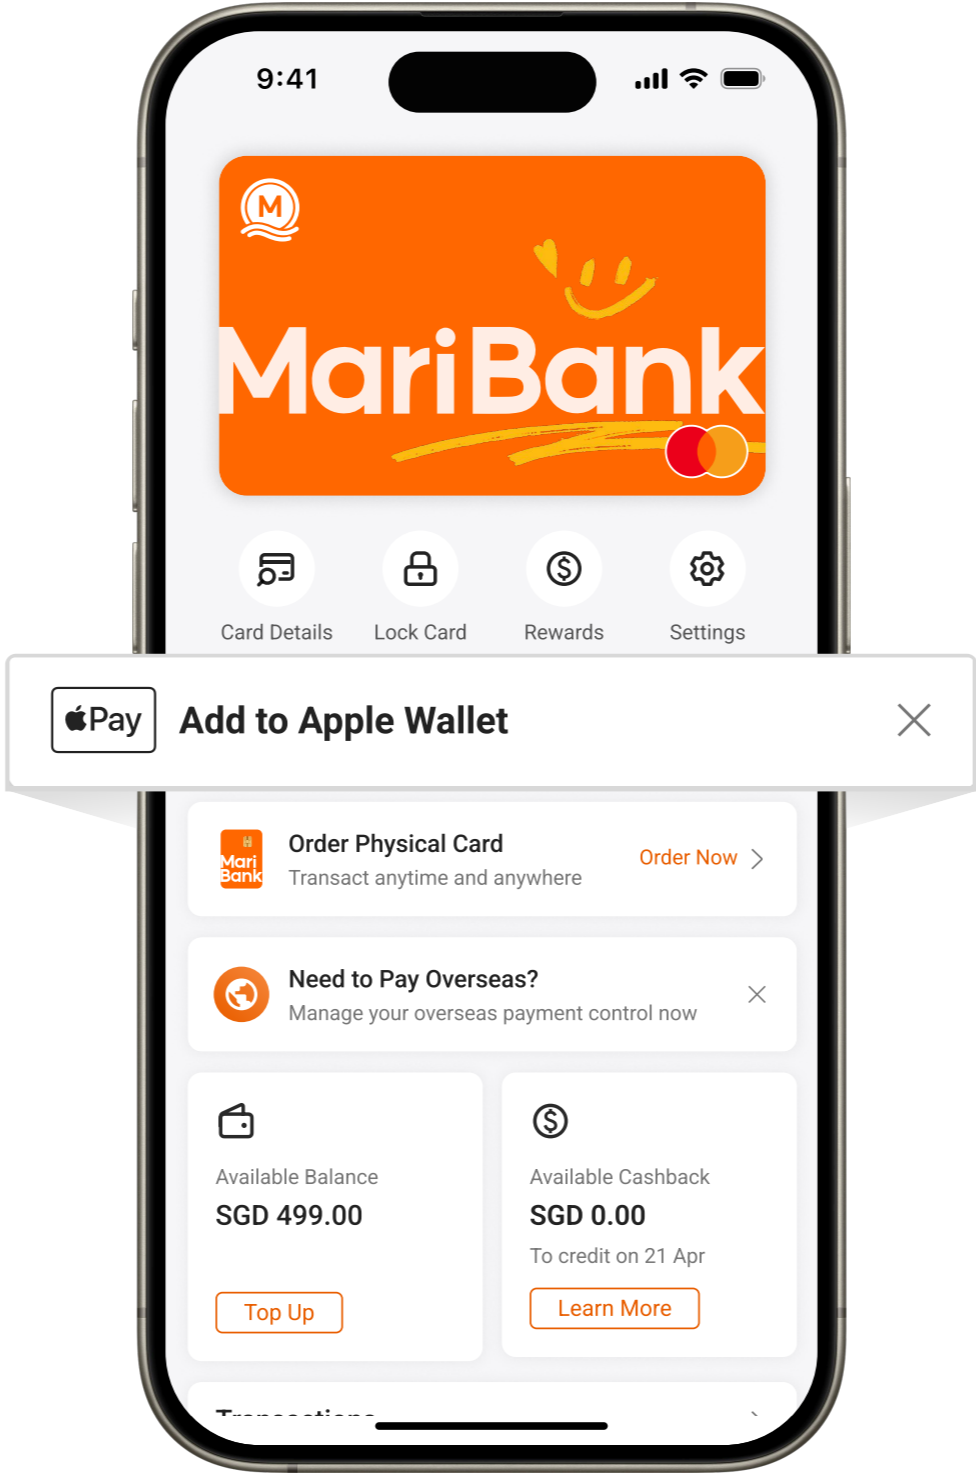 9:41
M
MariBank
Card Details
Lock Card
Rewards
Settings
Pay
Add to Apple Wallet
Mari
Bank
Order Physical Card
Transact anytime and anywhere
Order Now
Need to Pay Overseas?
Manage your overseas payment control now
Available Balance
SGD 499.00
Top Up
Available Cashback
SGD 0.00
To credit on 21 Apr
Learn More
Transactions